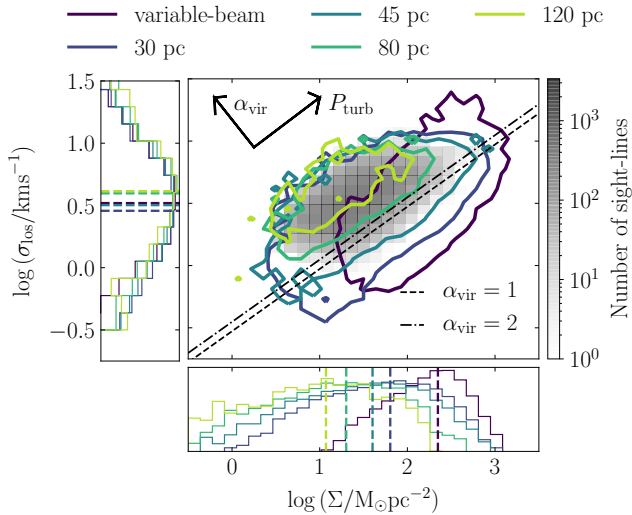 variable-beam 45 pc 120 pc
30 pc 80 pc
1.5
1.0
0.5
0.0
−0.5
log (σlos/kms−1)
αvir Pturb
αvir = 1
αvir = 2
10³
10²
10¹
10⁰
Number of sight-lines
0 1 2 3
log (Σ/M⊙pc−2)